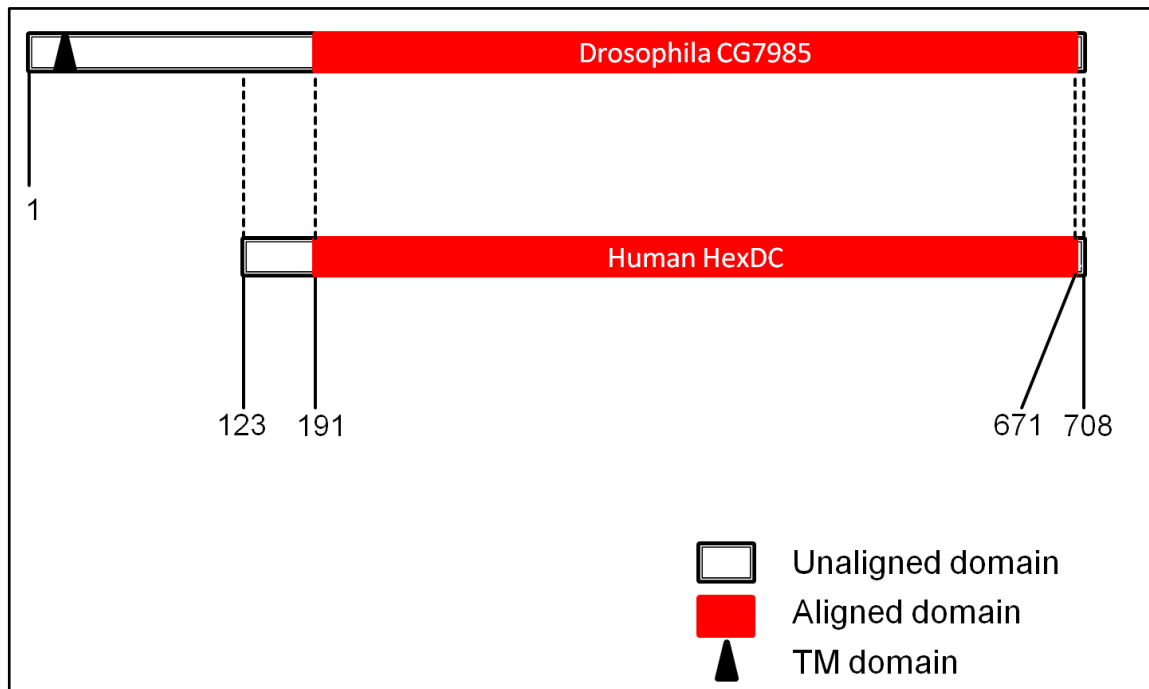 Drosophila CG7985
1
Human HexDC
123 191 671 708
Unaligned domain
Aligned domain
TM domain